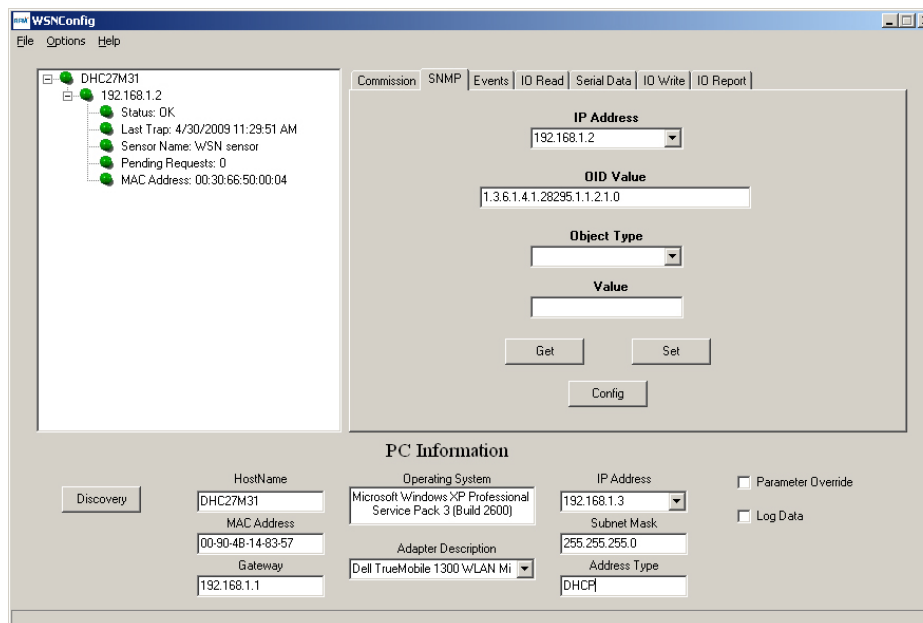 WSNConfig
File Options Help
DHC27M31
192.168.1.2
Status: OK
Last Trap: 4/30/2009 11:29:51 AM
Sensor Name: WSN sensor
Pending Requests: 0
MAC Address: 00:30:66:50:00:04
Commission SNMP Events IO Read Serial Data IO Write IO Report
IP Address
192.168.1.2
OID Value
1.3.6.1.4.1.28295.1.1.2.1.0
Object Type
Value
Get Set
Config
PC Information
Discovery
HostName
DHC27M31
MAC Address
00-90-4B-14-83-57
Gateway
192.168.1.1
Operating System
Microsoft Windows XP Professional
Service Pack 3 (Build 2600)
Adapter Description
Dell TrueMobile 1300 WLAN Mi
IP Address
192.168.1.3
Subnet Mask
255.255.255.0
Address Type
DHCP
Parameter Override
Log Data